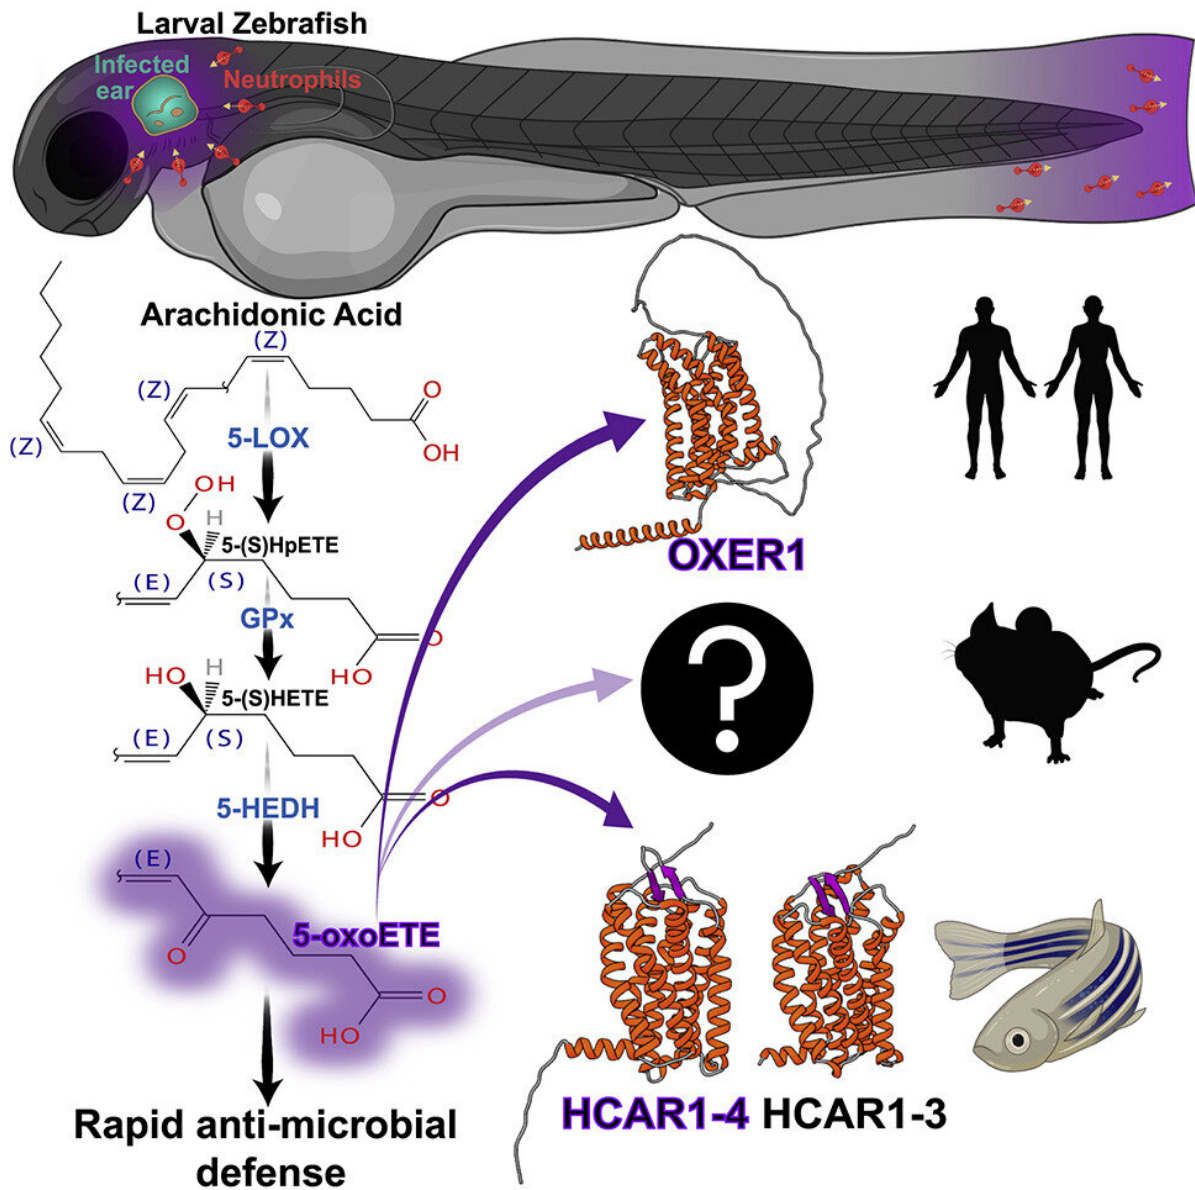 Larval Zebrafish
Infected
ear
Neutrophils
Arachidonic Acid
(Z)
(Z)
(Z)
(Z)
O
OH
5-LOX
OH
O
H
5-(S)HpETE
(E)
(S)
GPx
O
HO
HO
H
5-(S)HETE
(E)
(S)
5-HEDH
O
HO
(E)
O
5-oxoETE
O
HO
Rapid anti-microbial
defense
OXER1
?
HCAR1-4 HCAR1-3